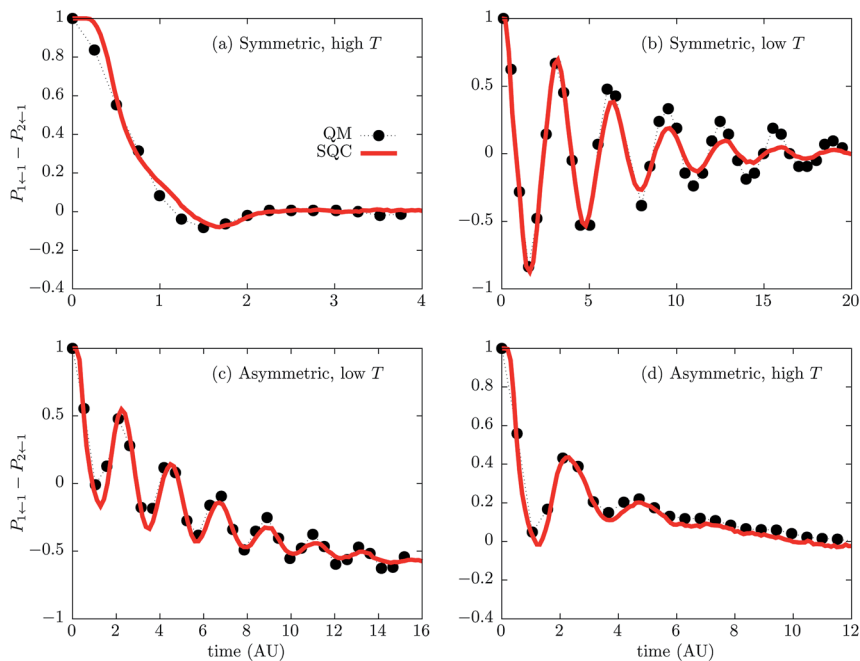 (a) Symmetric, high T
QM
SQC
P1←1 − P2←1
1
0.8
0.6
0.4
0.2
0
−0.2
−0.4
0 1 2 3 4
(b) Symmetric, low T
1
0.5
0
−0.5
−1
0 5 10 15 20
(c) Asymmetric, low T
P1←1 − P2←1
1
0.5
0
−0.5
−1
0 2 4 6 8 10 12 14 16
time (AU)
(d) Asymmetric, high T
1
0.8
0.6
0.4
0.2
0
−0.2
−0.4
0 2 4 6 8 10 12
time (AU)